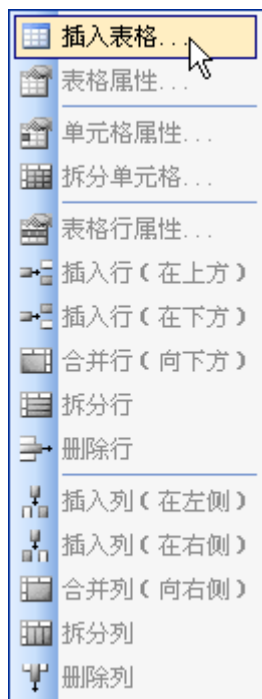 插入表格...
表格属性...
单元格属性...
拆分单元格...
表格行属性...
插入行(在上方)
插入行(在下方)
合并行(向下方)
拆分行
删除行
插入列(在左侧)
插入列(在右侧)
合并列(向右侧)
拆分列
删除列